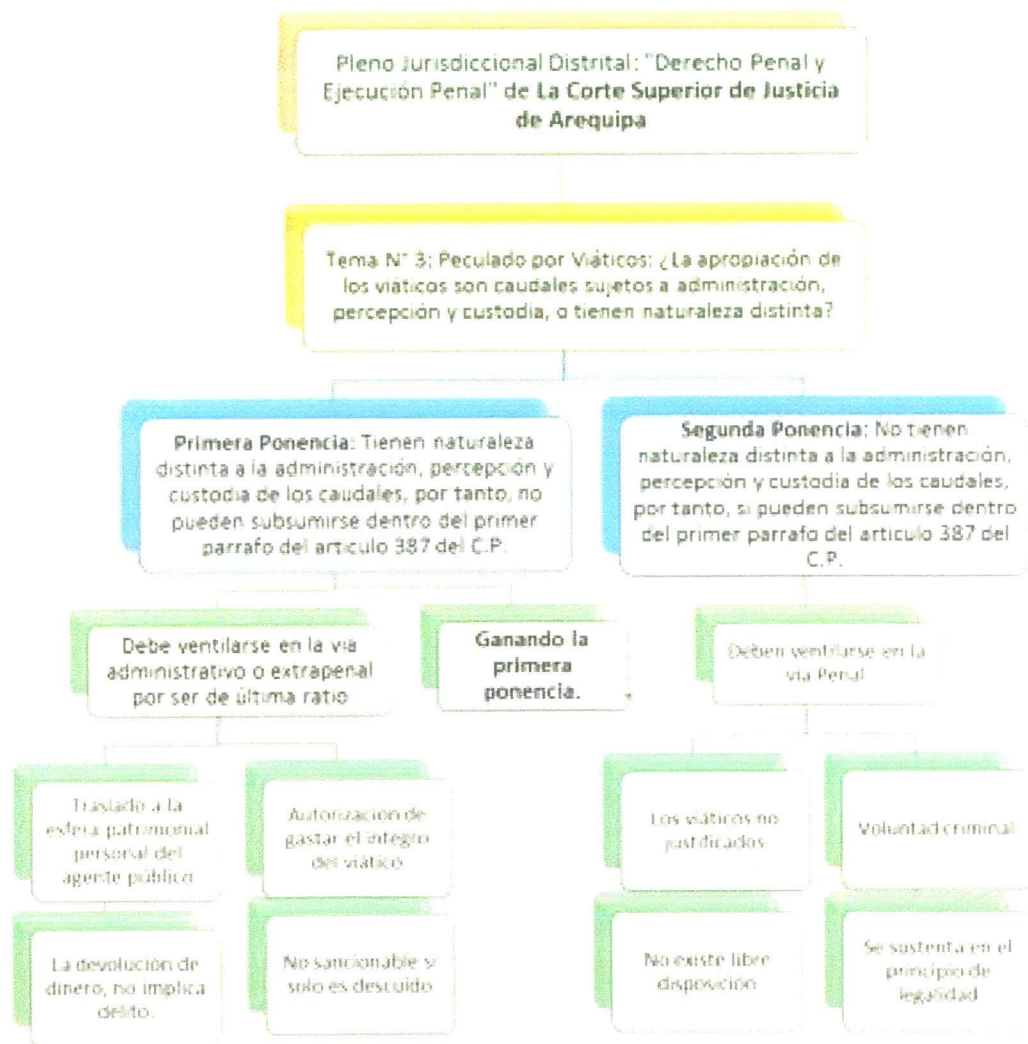 Pleno Jurisdiccional Distrital: "Derecho Penal y
Ejecución Penal" de La Corte Superior de Justicia
de Arequipa
Tema N° 3: Peculado por Viáticos: ¿La apropiación de
los viáticos son caudales sujetos a administración,
percepción y custodia, o tienen naturaleza distinta?
Primera Ponencia: Tienen naturaleza
distinta a la administración, percepción y
custodia de los caudales, por tanto, no
pueden subsumirse dentro del primer
parrafo del articulo 387 del C.P.
Segunda Ponencia: No tienen
naturaleza distinta a la administración,
percepción y custodia de los caudales,
por tanto, si pueden subsumirse dentro
del primer parrafo del articulo 387 del
C.P.
Debe ventilarse en la via
administrativo o extrapenal
por ser de última ratio
Ganando la
primera
ponencia.
Deben ventilarse en la
via Penal
Traslado a la
esfera patrimonial
personal del
agente público
Autorización de
gastar el integro
del viático
Los viáticos no
justificados
Voluntad criminal
La devolución de
dinero, no implica
delito.
No sancionable si
solo es descuido
No existe libre
disposición
Se sustenta en el
principio de
legalidad